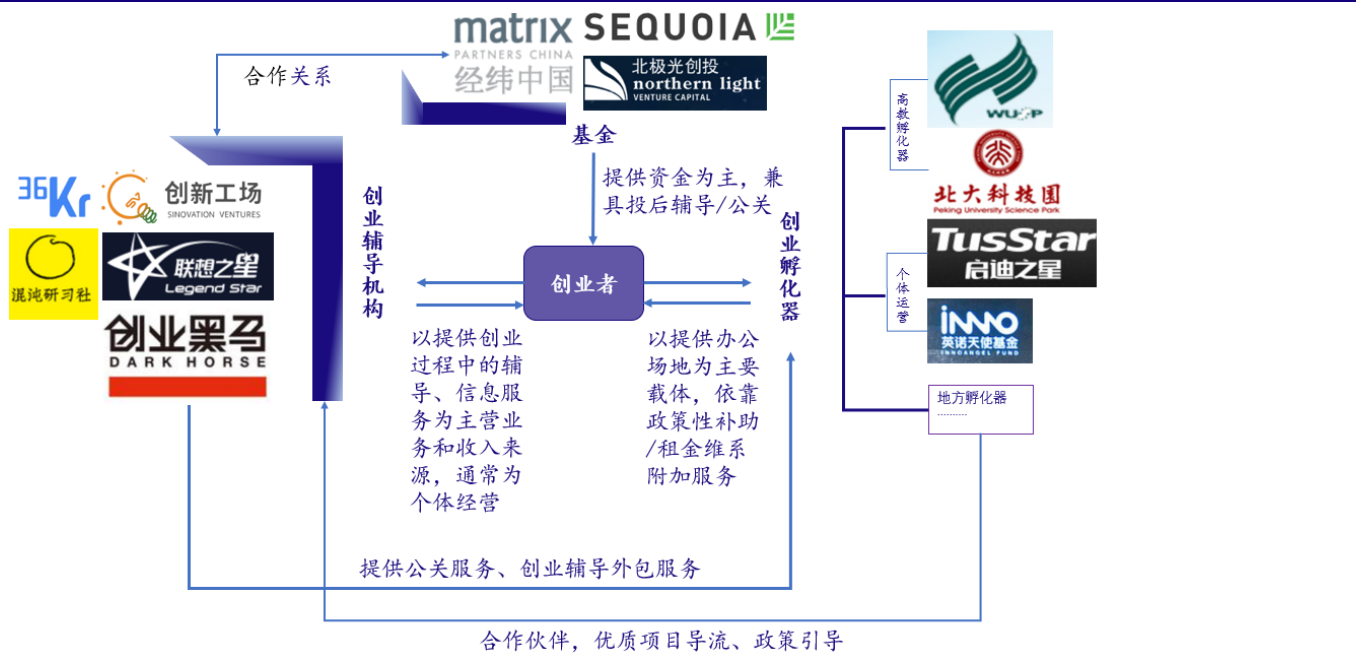 matrix
PARTNERS CHINA
经纬中国
SEQUOIA
北极光创投
northern light
VENTURE CAPITAL
基金
合作关系
提供资金为主，兼
具投后辅导/公关
36Kr
创新工场
SINOVATION VENTURES
混沌研习社
联想之星
Legend Star
创业黑马
DARK HORSE
创业辅导机构
创业者
创业孵化器
以提供创业
过程中的辅
导、信息服
务为主营业
务和收入来
源，通常为
个体经营
以提供办公
场地为主要
载体，依靠
政策性补助
/租金维系
附加服务
高教孵化器
北大科技园
Peking University Science Park
个体运营
TusStar
启迪之星
INNO
英诺天使基金
INNOANGEL FUND
地方孵化器
提供公关服务、创业辅导外包服务
合作伙伴，优质项目导流、政策引导